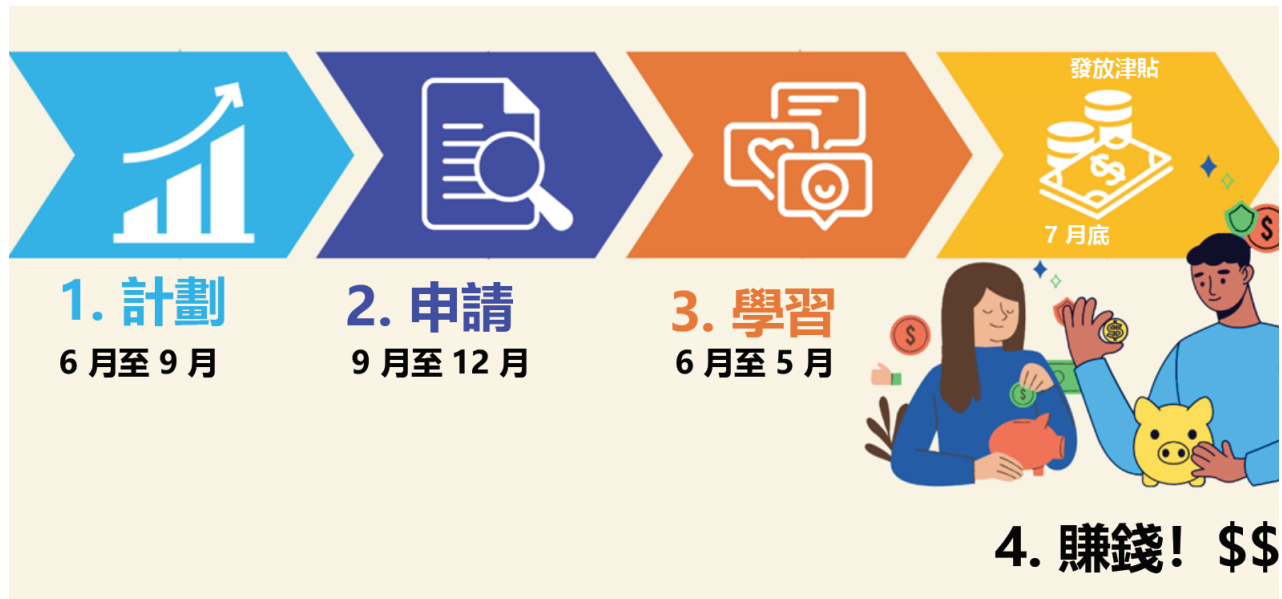 發放津貼
7 月底
1. 計劃
6 月至 9 月
2. 申請
9 月至 12 月
3. 學習
6 月至 5 月
4. 賺錢！$$